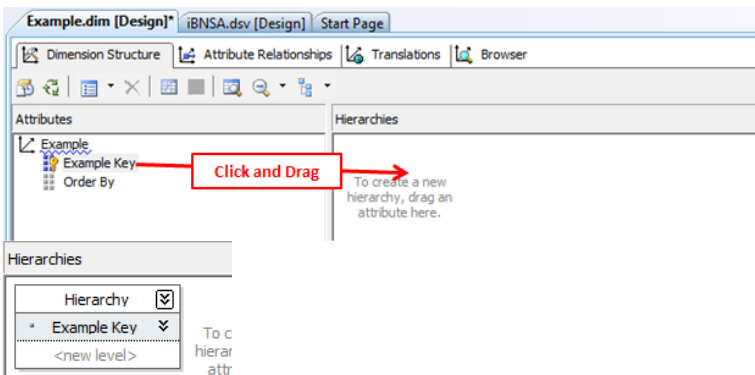 Example.dim [Design]* iBNSA.dsv [Design] Start Page
Dimension Structure Attribute Relationships Translations Browser
Attributes Hierarchies
Example
Example Key
Order By
Click and Drag
To create a new
hierarchy, drag an
attribute here.
Hierarchies
Hierarchy
Example Key
<new level>
To c
hierar
attr